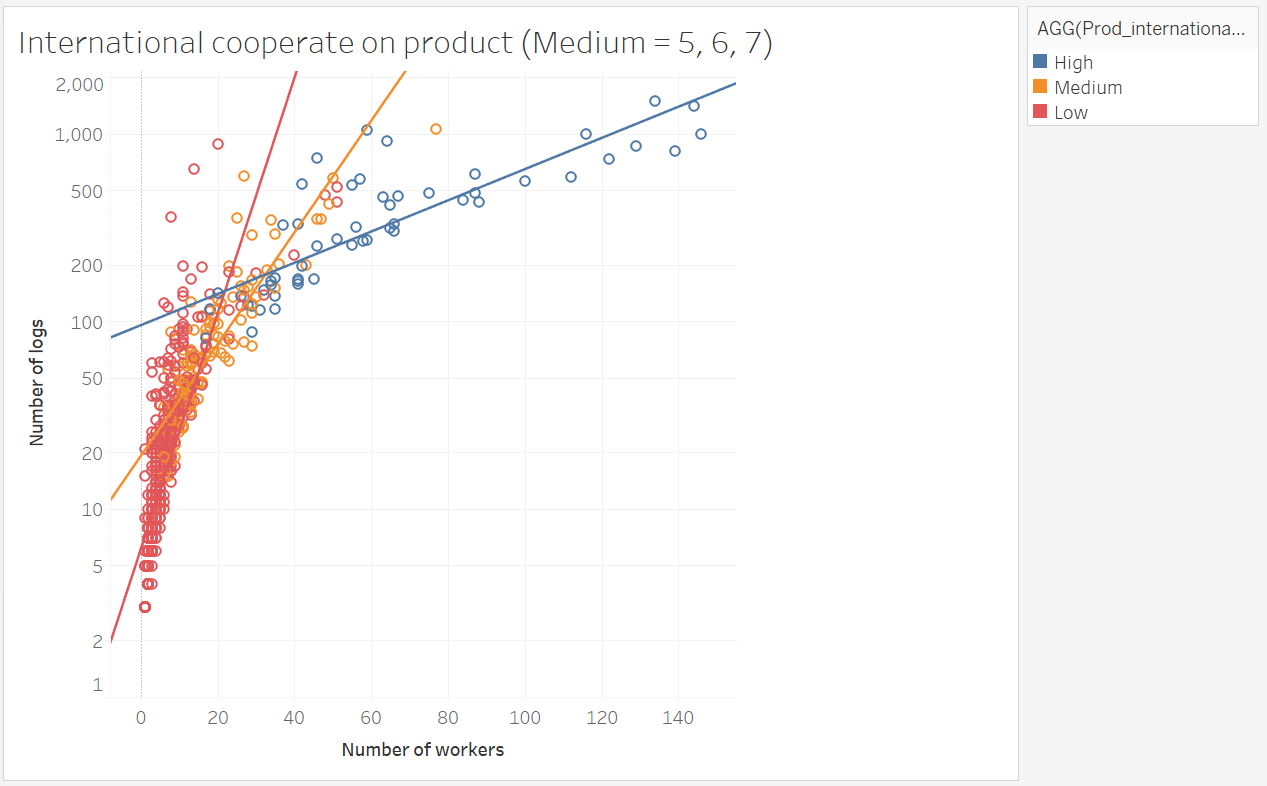 International cooperate on product (Medium = 5, 6, 7)
AGG(Prod_internationa...
High
Medium
Low
Number of logs
2,000
1,000
500
200
100
50
20
10
5
2
1
0 20 40 60 80 100 120 140
Number of workers